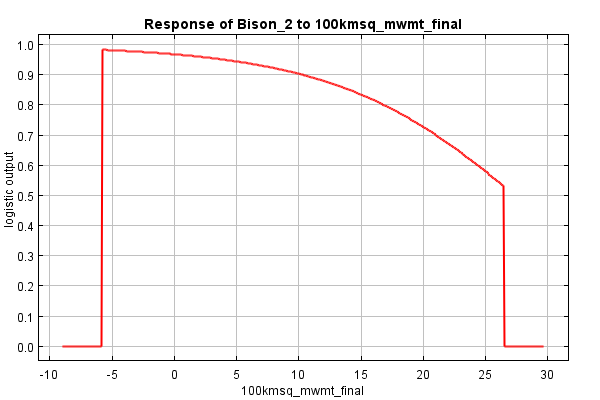 Response of Bison_2 to 100kmsq_mwmt_final
1.0
0.9
0.8
0.7
0.6
0.5
0.4
0.3
0.2
0.1
0.0
logistic output
-10 -5 0 5 10 15 20 25 30
100kmsq_mwmt_final